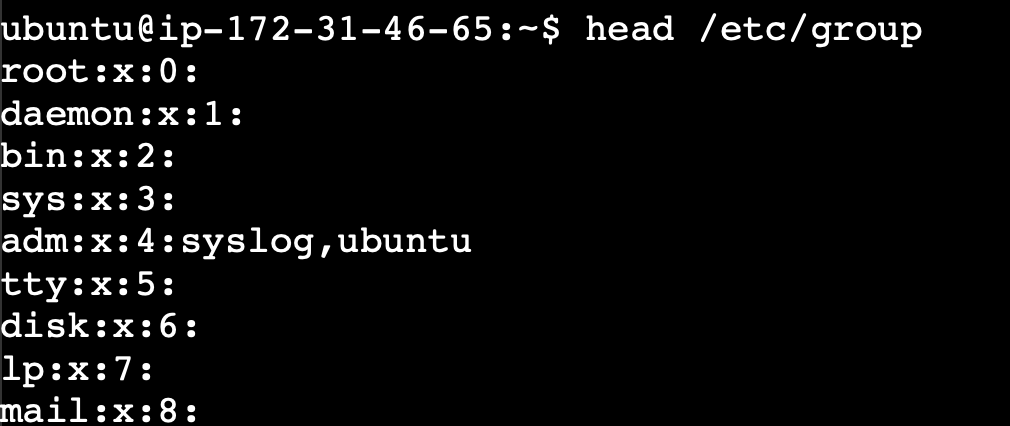 ubuntu@ip-172-31-46-65:~$ head /etc/group
root:x:0:
daemon:x:1:
bin:x:2:
sys:x:3:
adm:x:4:syslog,ubuntu
tty:x:5:
disk:x:6:
lp:x:7:
mail:x:8: